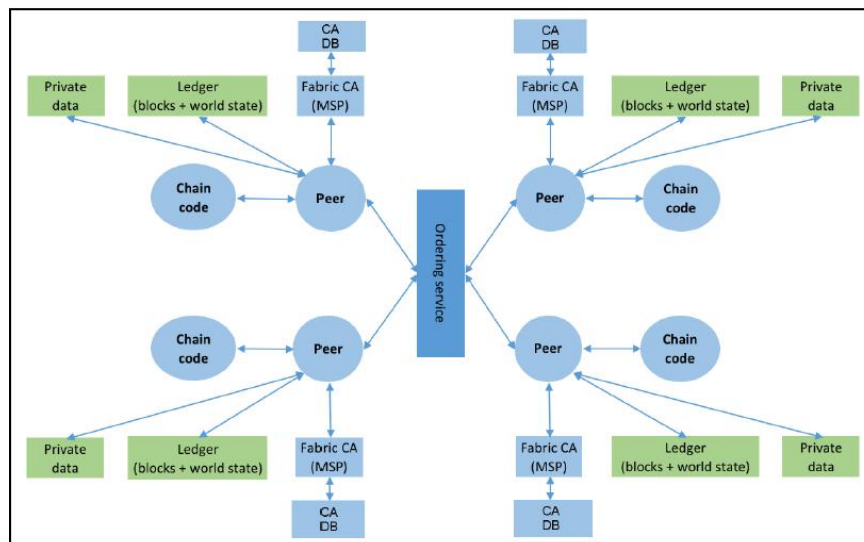 CA
DB
CA
DB
Private
data
Ledger
(blocks + world state)
Fabric CA
(MSP)
Fabric CA
(MSP)
Ledger
(blocks + world state)
Private
data
Chain
code
Peer
Ordering service
Peer
Chain
code
Chain
code
Peer
Peer
Chain
code
Private
data
Ledger
(blocks + world state)
Fabric CA
(MSP)
Fabric CA
(MSP)
Ledger
(blocks + world state)
Private
data
CA
DB
CA
DB